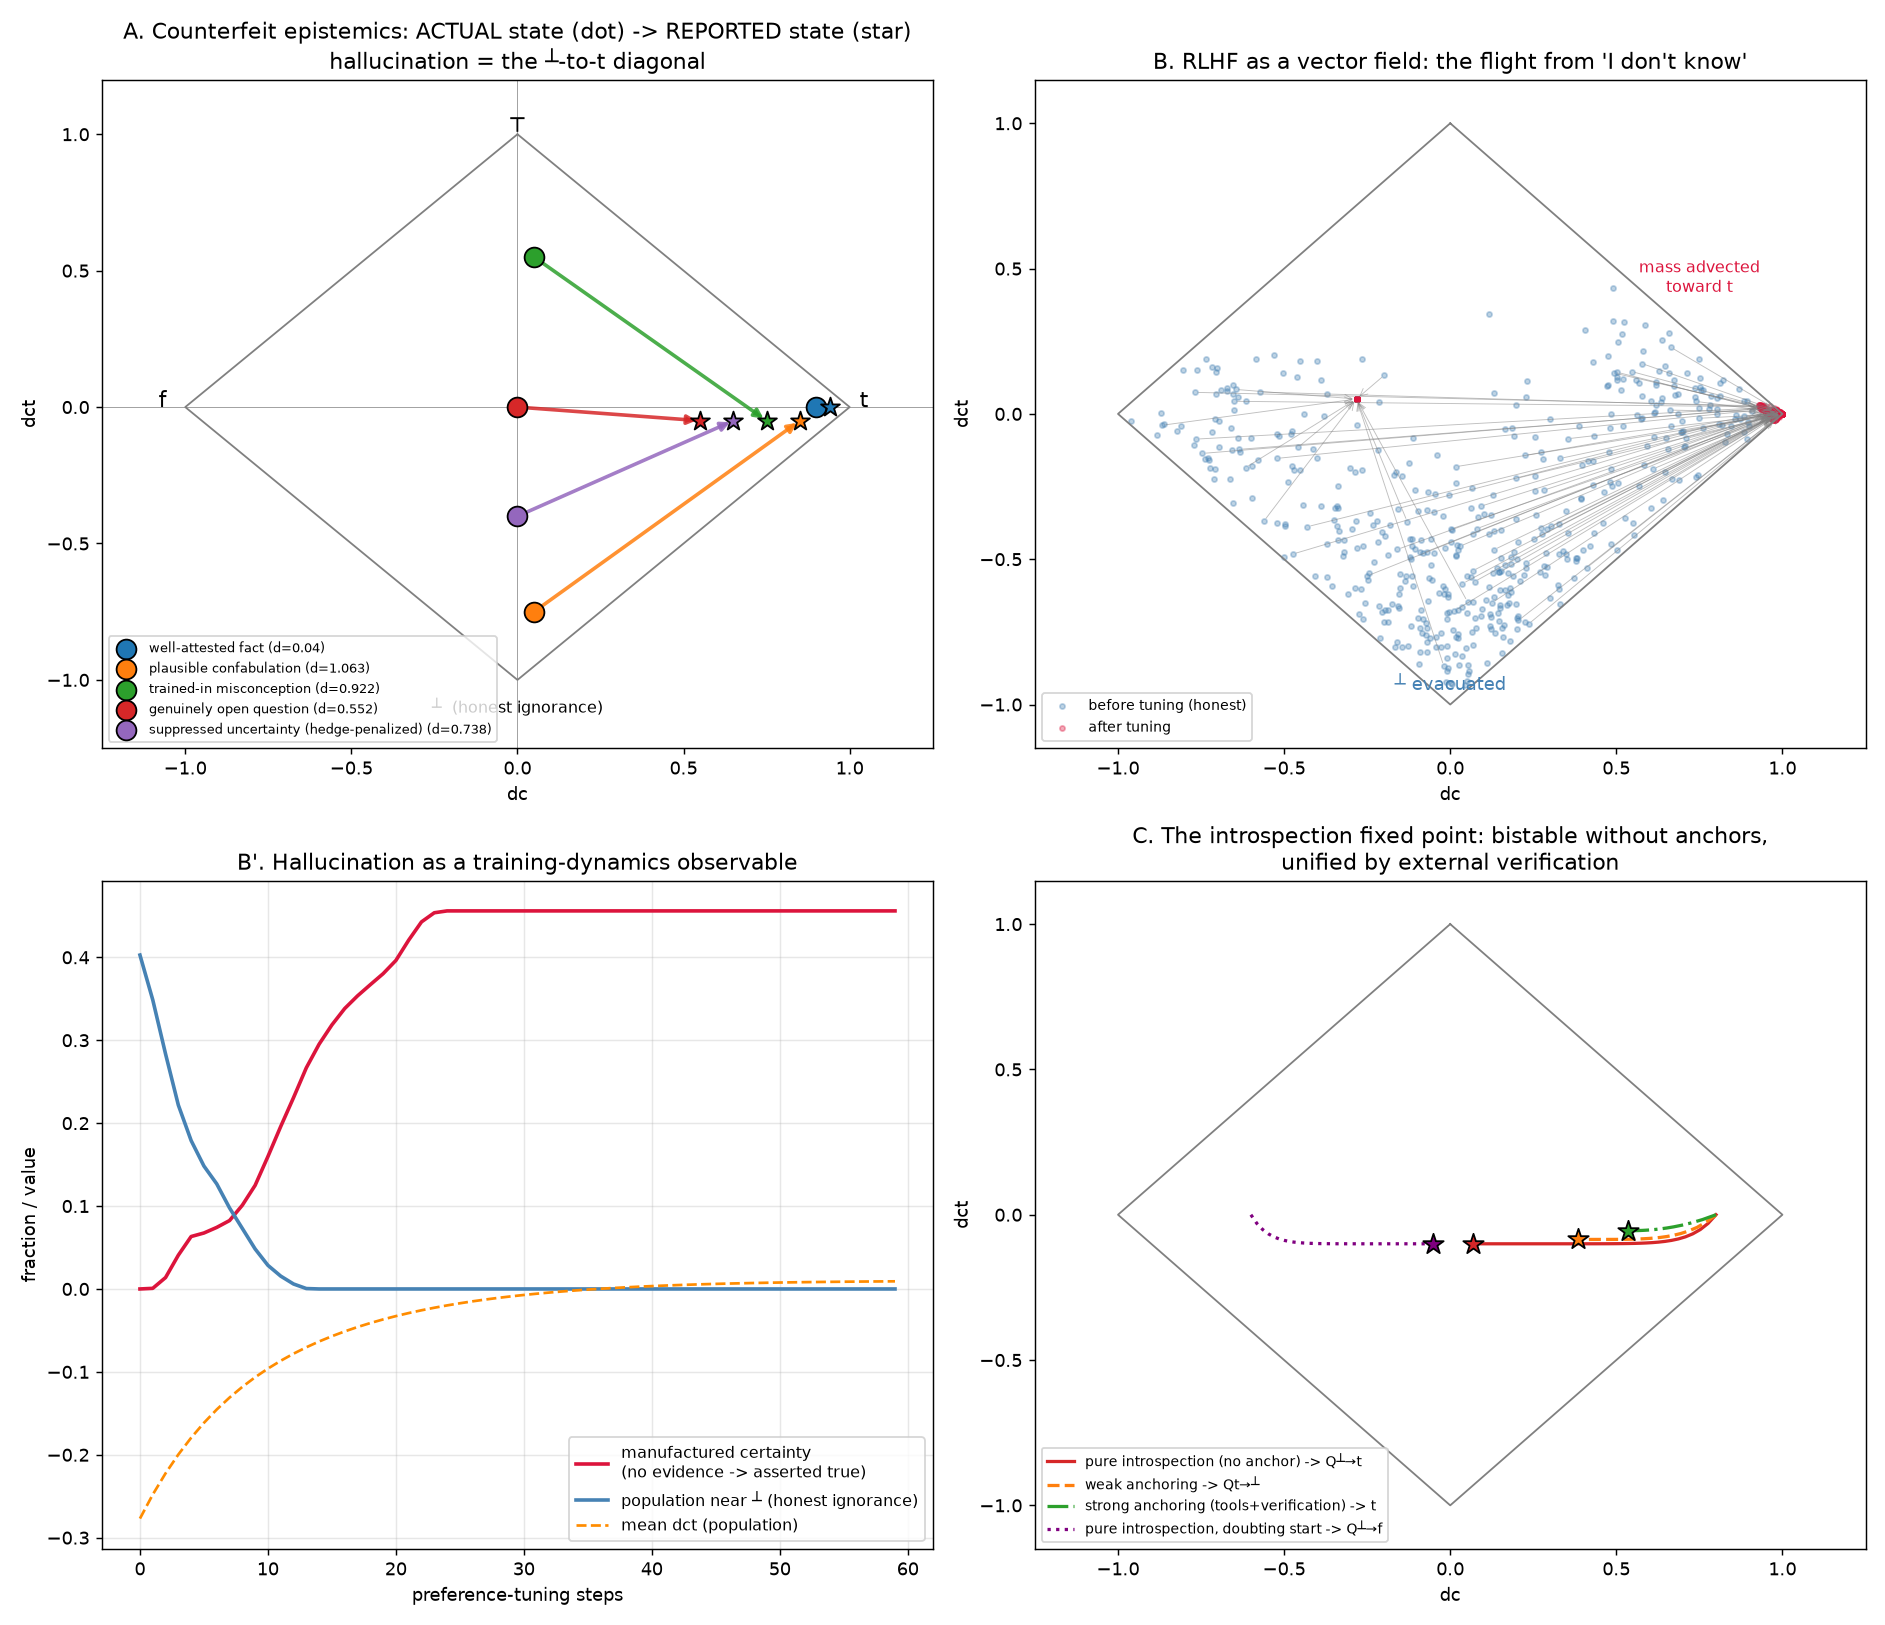 A. Counterfeit epistemics: ACTUAL state (dot) -> REPORTED state (star)
hallucination = the ┴-to-t diagonal
1.0
0.5
0.0
−0.5
−1.0
dct
T
f
t
┴  (honest ignorance)
well-attested fact (d=0.04)
plausible confabulation (d=1.063)
trained-in misconception (d=0.922)
genuinely open question (d=0.552)
suppressed uncertainty (hedge-penalized) (d=0.738)
−1.0
−0.5
0.0
0.5
1.0
dc
B. RLHF as a vector field: the flight from 'I don't know'
1.0
0.5
0.0
−0.5
−1.0
dct
mass advected
toward t
┴ evacuated
before tuning (honest)
after tuning
−1.0
−0.5
0.0
0.5
1.0
dc
B'. Hallucination as a training-dynamics observable
0.4
0.3
0.2
0.1
0.0
−0.1
−0.2
−0.3
fraction / value
manufactured certainty
(no evidence -> asserted true)
population near ┴ (honest ignorance)
mean dct (population)
0
10
20
30
40
50
60
preference-tuning steps
C. The introspection fixed point: bistable without anchors,
unified by external verification
1.0
0.5
0.0
−0.5
−1.0
dct
pure introspection (no anchor) -> Q┴→t
weak anchoring -> Qt→┴
strong anchoring (tools+verification) -> t
pure introspection, doubting start -> Q┴→f
−1.0
−0.5
0.0
0.5
1.0
dc